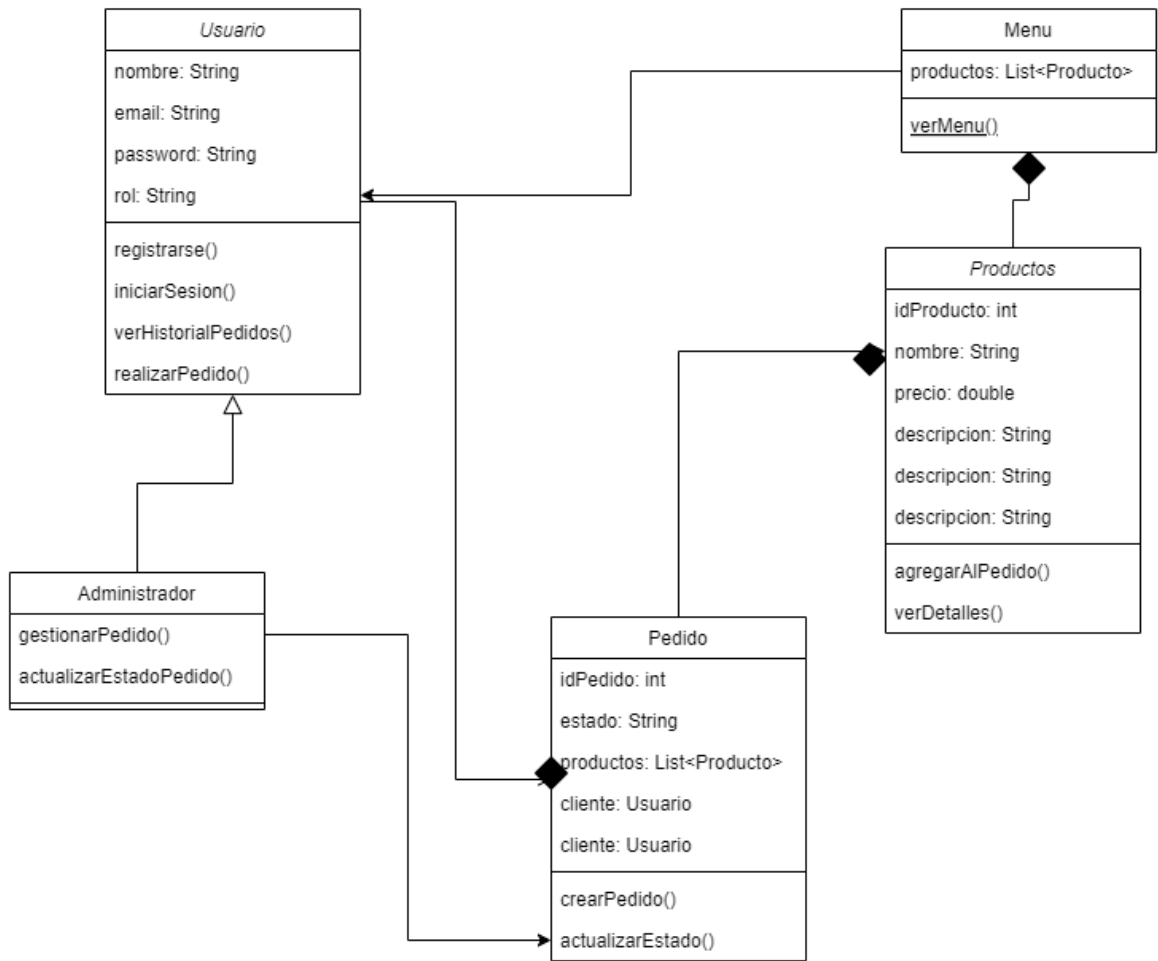 Usuario
nombre: String
email: String
password: String
rol: String
registrarse()
iniciarSesion()
verHistorialPedidos()
realizarPedido()
Menu
productos: List<Producto>
verMenu()
Productos
idProducto: int
nombre: String
precio: double
descripcion: String
descripcion: String
descripcion: String
agregarAlPedido()
verDetalles()
Administrador
gestionarPedido()
actualizarEstadoPedido()
Pedido
idPedido: int
estado: String
productos: List<Producto>
cliente: Usuario
cliente: Usuario
crearPedido()
actualizarEstado()